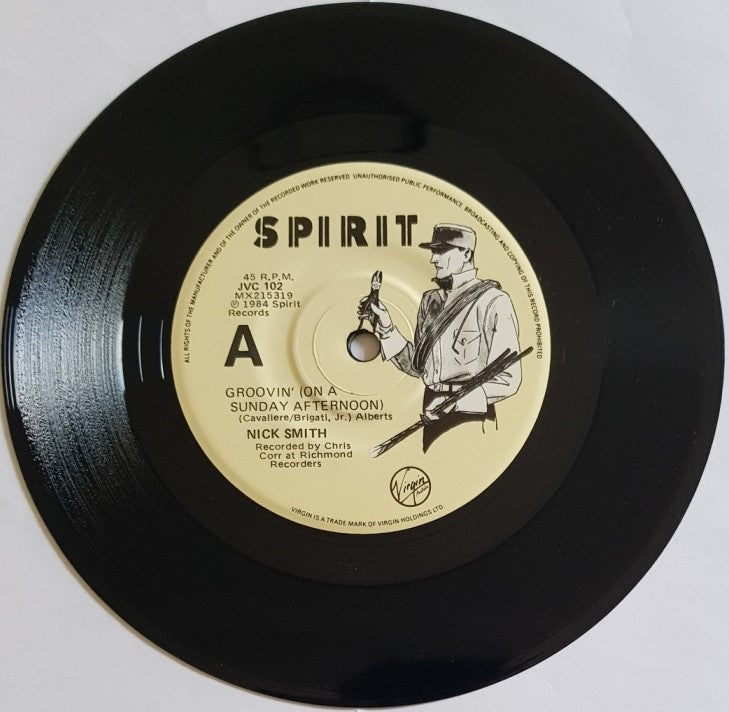 ALL RIGHTS OF THE MANUFACTURER AND OF THE OWNER OF THE RECORDED WORK RESERVED. UNAUTHORISED PUBLIC PERFORMANCE, BROADCASTING AND COPYING OF THIS RECORD PROHIBITED
SPIRIT
45 R.P.M.
JVC 102
MX215319
℗ 1984 Spirit
Records
A
GROOVIN' (ON A
SUNDAY AFTERNOON)
(Cavaliere/Brigati, Jr.) Alberts
NICK SMITH
Recorded by Chris
Corr at Richmond
Recorders
Virgin
VIRGIN IS A TRADE MARK OF VIRGIN HOLDINGS LTD.